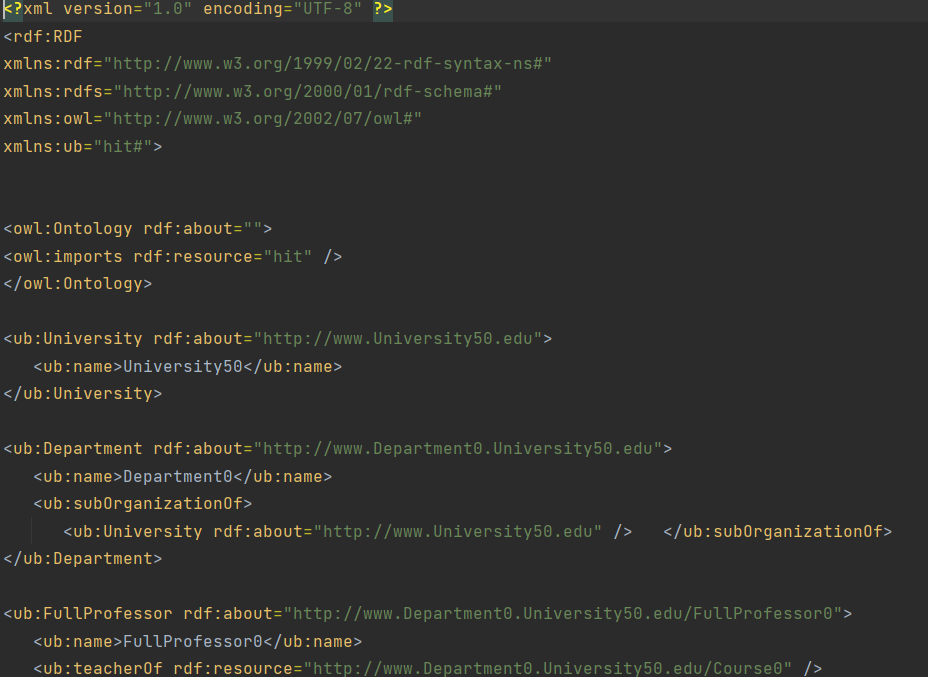 <?xml version="1.0" encoding="UTF-8" ?>
<rdf:RDF
xmlns:rdf="http://www.w3.org/1999/02/22-rdf-syntax-ns#"
xmlns:rdfs="http://www.w3.org/2000/01/rdf-schema#"
xmlns:owl="http://www.w3.org/2002/07/owl#"
xmlns:ub="hit#">
<owl:Ontology rdf:about="">
<owl:imports rdf:resource="hit" />
</owl:Ontology>
<ub:University rdf:about="http://www.University50.edu">
   <ub:name>University50</ub:name>
</ub:University>
<ub:Department rdf:about="http://www.Department0.University50.edu">
   <ub:name>Department0</ub:name>
   <ub:subOrganizationOf>
      <ub:University rdf:about="http://www.University50.edu" />   </ub:subOrganizationOf>
</ub:Department>
<ub:FullProfessor rdf:about="http://www.Department0.University50.edu/FullProfessor0">
   <ub:name>FullProfessor0</ub:name>
   <ub:teacherOf rdf:resource="http://www.Department0.University50.edu/Course0" />